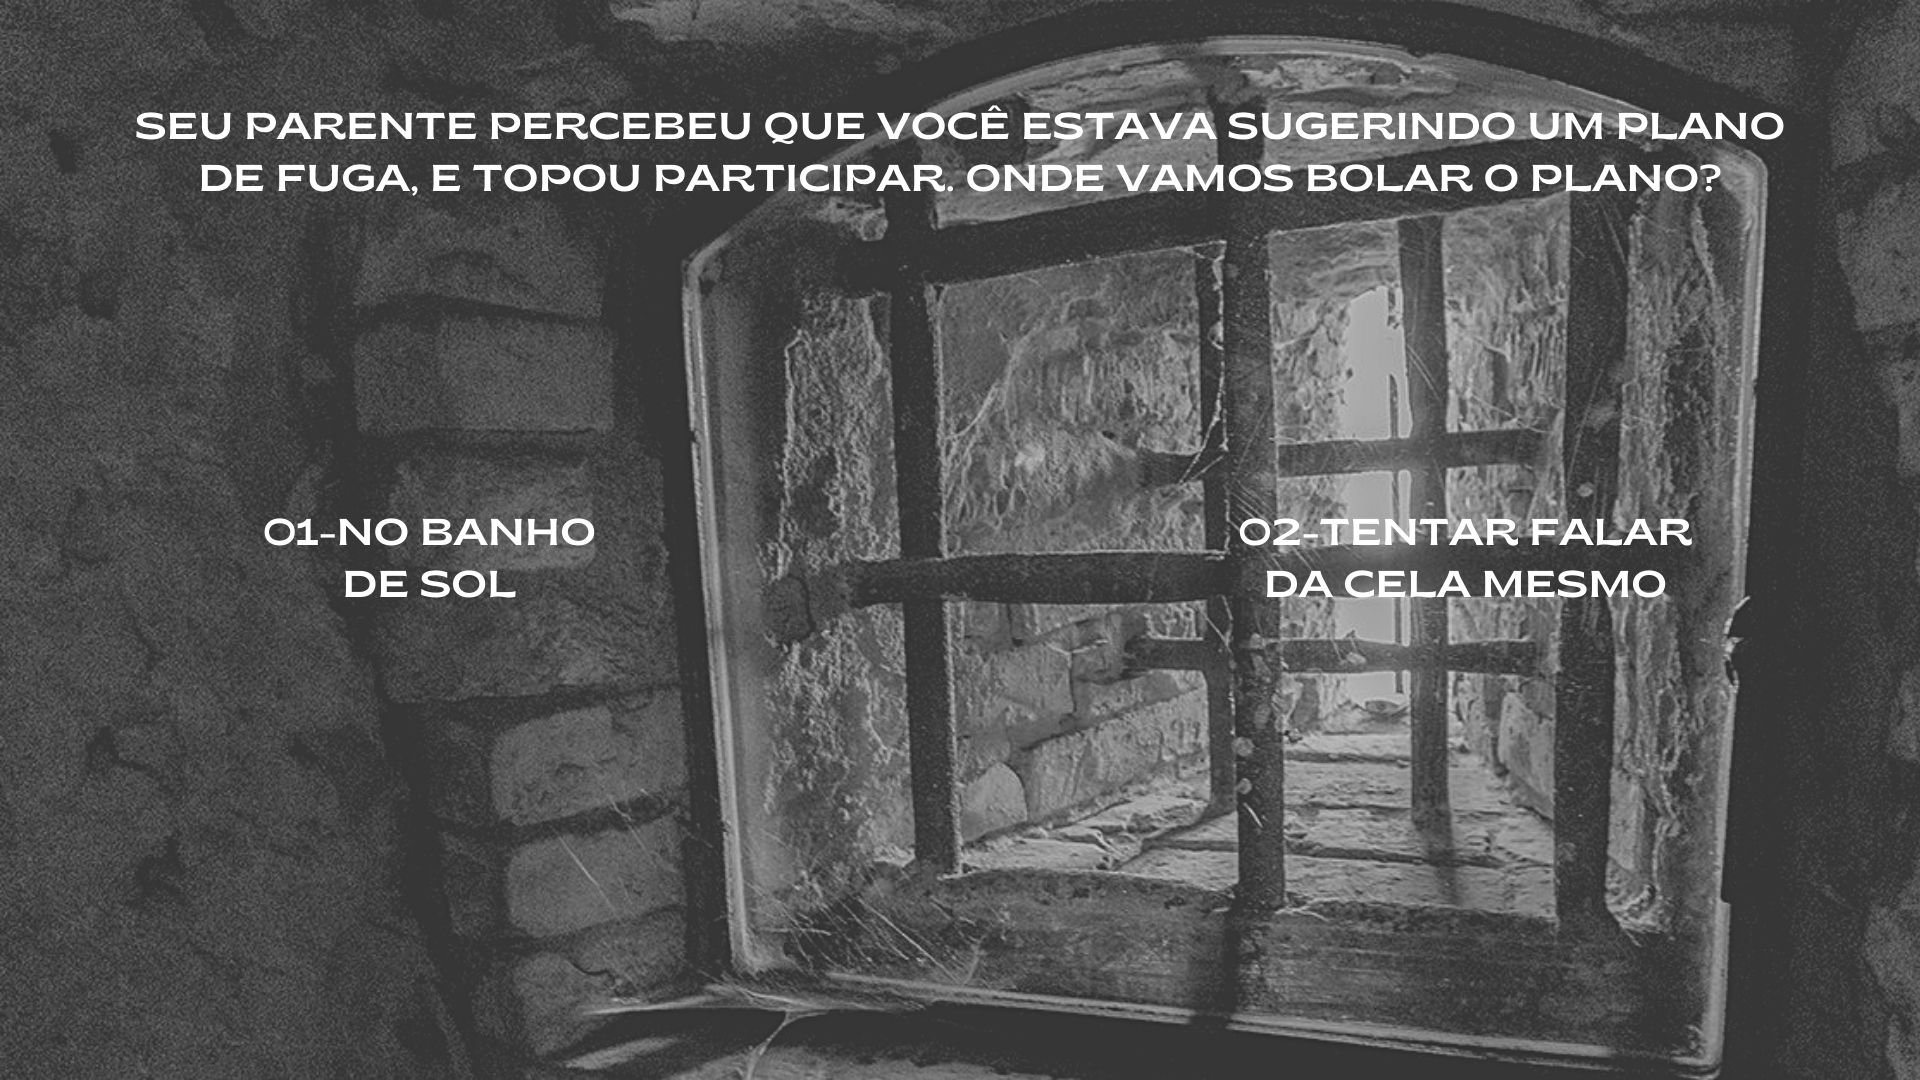 SEU PARENTE PERCEBEU QUE VOCÊ ESTAVA SUGERINDO UM PLANO
DE FUGA, E TOPOU PARTICIPAR. ONDE VAMOS BOLAR O PLANO?
01-NO BANHO
DE SOL
02-TENTAR FALAR
DA CELA MESMO